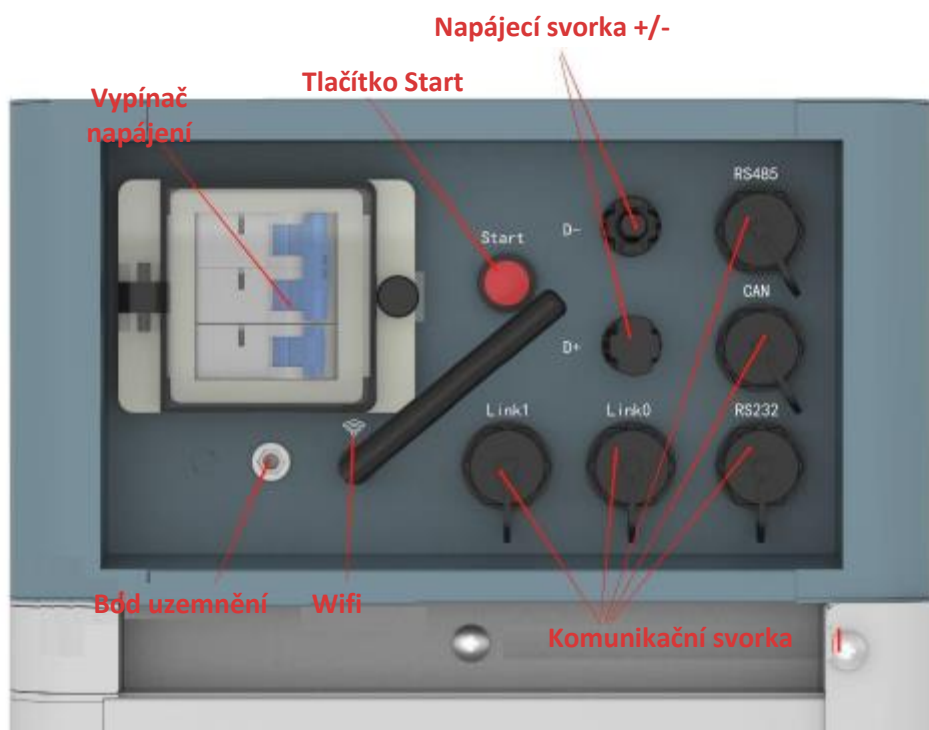 Napájecí svorka +/-
Tlačítko Start
Vypínač
napájení
RS485
D-
Start
CAN
D+
Link1
Link0
RS232
Bod uzemnění
Wifi
Komunikační svorka